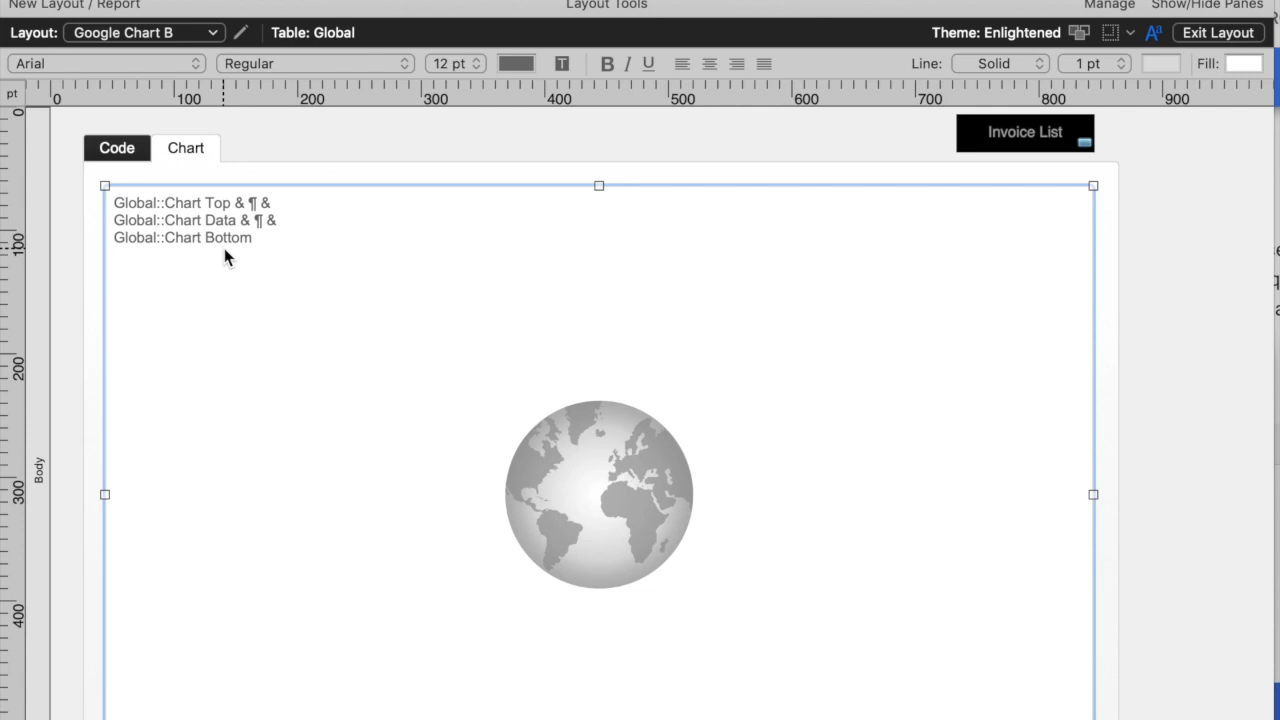 New Layout / Report Layout Tools Manage Show/Hide Panes
Layout: Google Chart B Table: Global Theme: Enlightened Aa Exit Layout
Arial Regular 12 pt T B I U Line: Solid 1 pt Fill:
pt 0 100 200 300 400 500 600 700 800 900
0
100
200
300
400
Body
Invoice List
Code Chart
Global::Chart Top & ¶ &
Global::Chart Data & ¶ &
Global::Chart Bottom